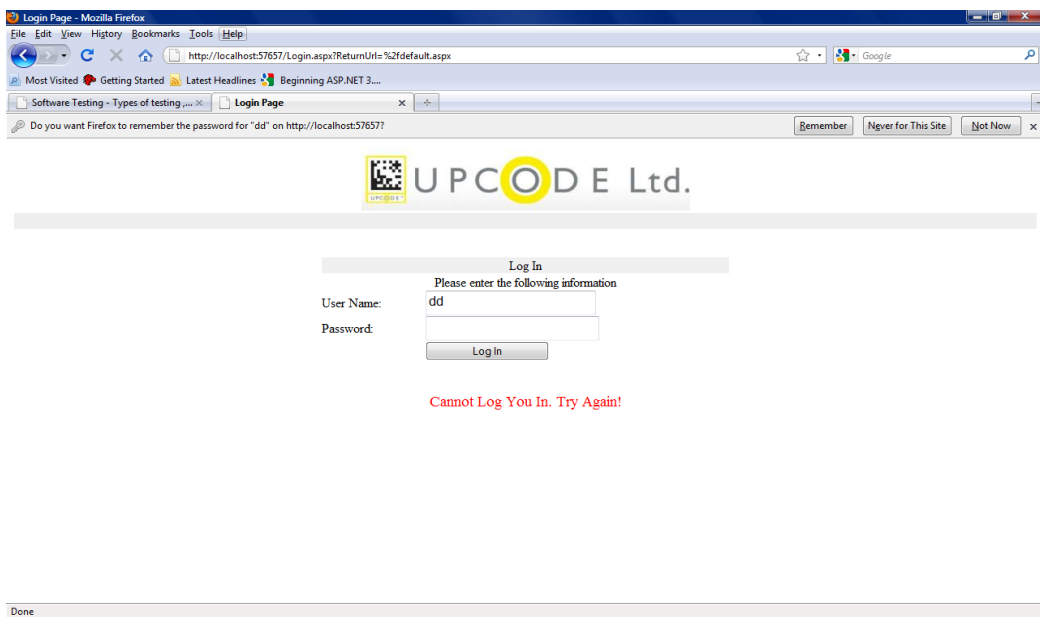 Login Page - Mozilla Firefox
File Edit View History Bookmarks Tools Help
http://localhost:57657/Login.aspx?ReturnUrl=%2fdefault.aspx
Google
Most Visited Getting Started Latest Headlines Beginning ASP.NET 3....
Software Testing - Types of testing ,... Login Page
Do you want Firefox to remember the password for "dd" on http://localhost:57657? Remember Never for This Site Not Now
UPCODE UPCODE Ltd.
Log In
Please enter the following information
User Name: dd
Password:
Log In
Cannot Log You In. Try Again!
Done